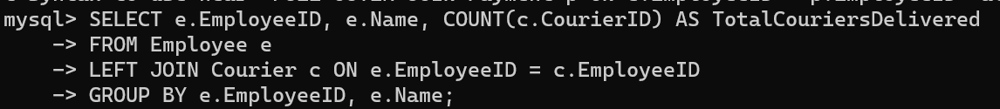 mysql> SELECT e.EmployeeID, e.Name, COUNT(c.CourierID) AS TotalCouriersDelivered
    -> FROM Employee e
    -> LEFT JOIN Courier c ON e.EmployeeID = c.EmployeeID
    -> GROUP BY e.EmployeeID, e.Name;